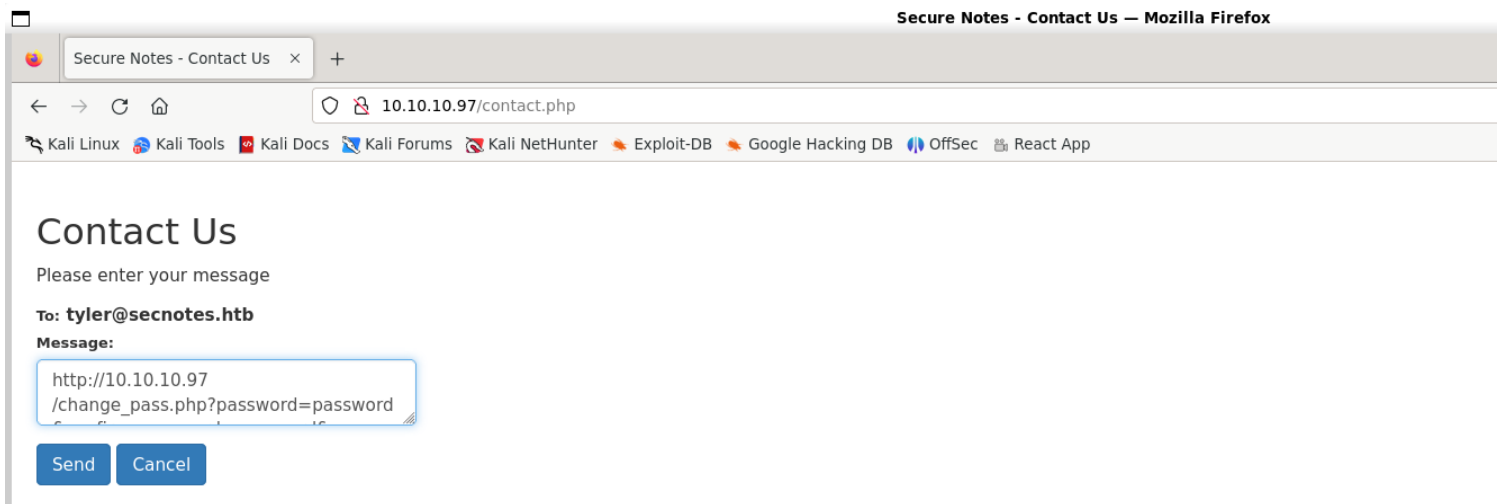 Secure Notes - Contact Us — Mozilla Firefox
Secure Notes - Contact Us × +
10.10.10.97/contact.php
Kali Linux Kali Tools Kali Docs Kali Forums Kali NetHunter Exploit-DB Google Hacking DB OffSec React App
Contact Us
Please enter your message
To: tyler@secnotes.htb
Message:
http://10.10.10.97
/change_pass.php?password=password
Send Cancel